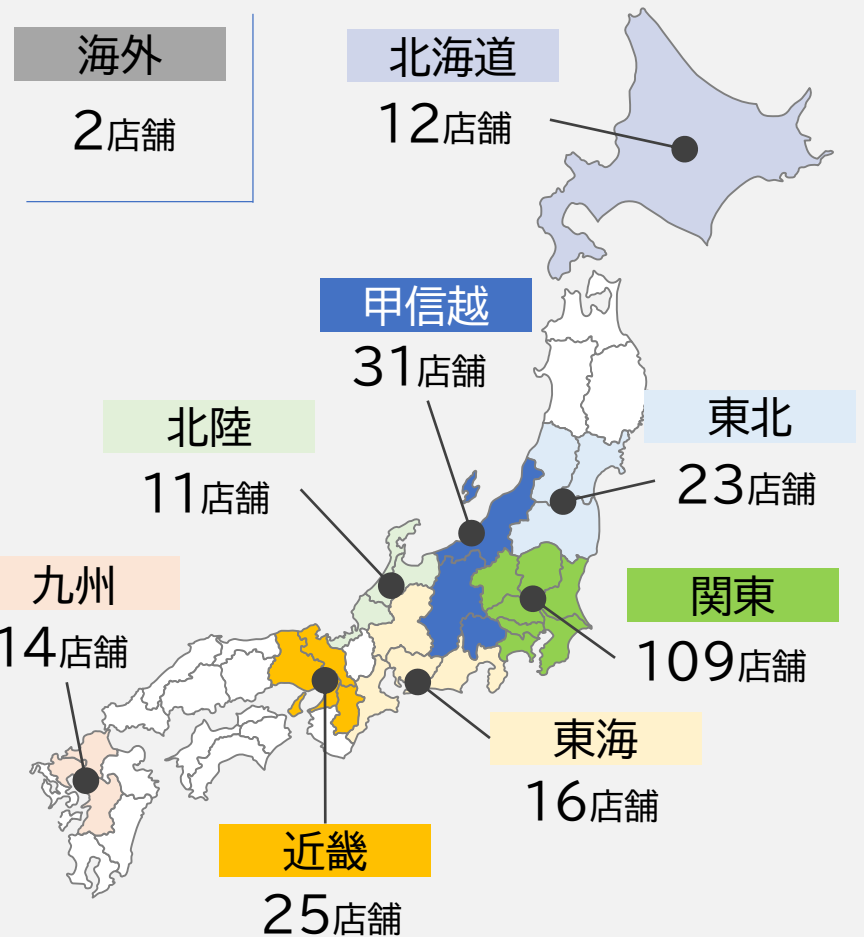 海外
2店舗
北海道
12店舗
甲信越
31店舗
北陸
11店舗
東北
23店舗
九州
14店舗
関東
109店舗
東海
16店舗
近畿
25店舗